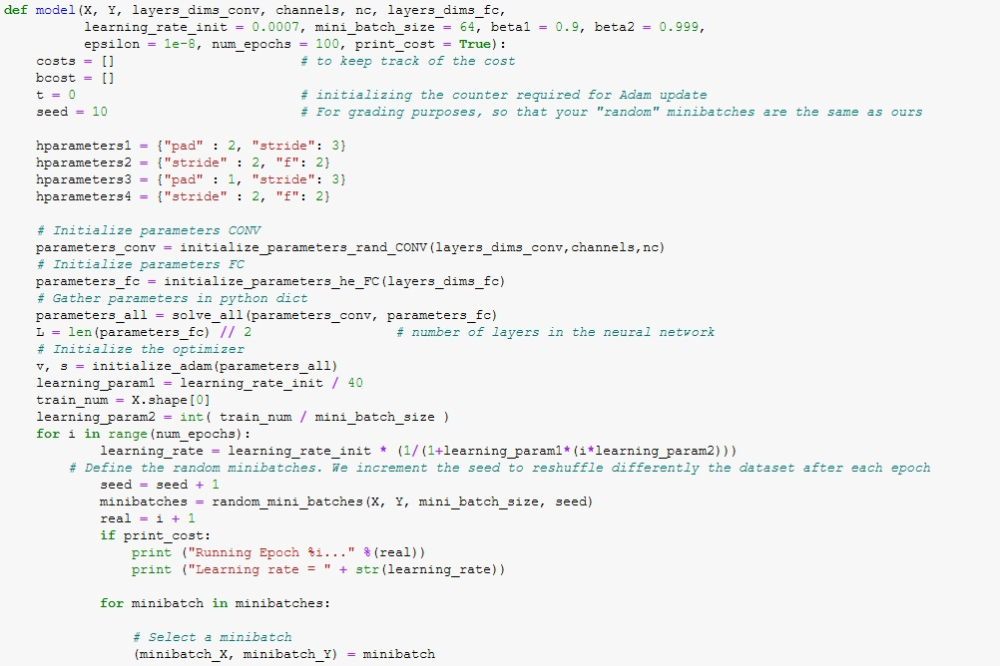 def model(X, Y, layers_dims_conv, channels, nc, layers_dims_fc,
          learning_rate_init = 0.0007, mini_batch_size = 64, beta1 = 0.9, beta2 = 0.999,
          epsilon = 1e-8, num_epochs = 100, print_cost = True):
    costs = []                       # to keep track of the cost
    bcost = []
    t = 0                            # initializing the counter required for Adam update
    seed = 10                        # For grading purposes, so that your "random" minibatches are the same as ours

    hparameters1 = {"pad" : 2, "stride": 3}
    hparameters2 = {"stride" : 2, "f": 2}
    hparameters3 = {"pad" : 1, "stride": 3}
    hparameters4 = {"stride" : 2, "f": 2}

    # Initialize parameters CONV
    parameters_conv = initialize_parameters_rand_CONV(layers_dims_conv,channels,nc)
    # Initialize parameters FC
    parameters_fc = initialize_parameters_he_FC(layers_dims_fc)
    # Gather parameters in python dict
    parameters_all = solve_all(parameters_conv, parameters_fc)
    L = len(parameters_fc) // 2                  # number of layers in the neural network
    # Initialize the optimizer
    v, s = initialize_adam(parameters_all)
    learning_param1 = learning_rate_init / 40
    train_num = X.shape[0]
    learning_param2 = int( train_num / mini_batch_size )
    for i in range(num_epochs):
            learning_rate = learning_rate_init * (1/(1+learning_param1*(i*learning_param2)))
        # Define the random minibatches. We increment the seed to reshuffle differently the dataset after each epoch
            seed = seed + 1
            minibatches = random_mini_batches(X, Y, mini_batch_size, seed)
            real = i + 1
            if print_cost:
                print ("Running Epoch %i..." %(real))
                print ("Learning rate = " + str(learning_rate))

            for minibatch in minibatches:

                # Select a minibatch
                (minibatch_X, minibatch_Y) = minibatch